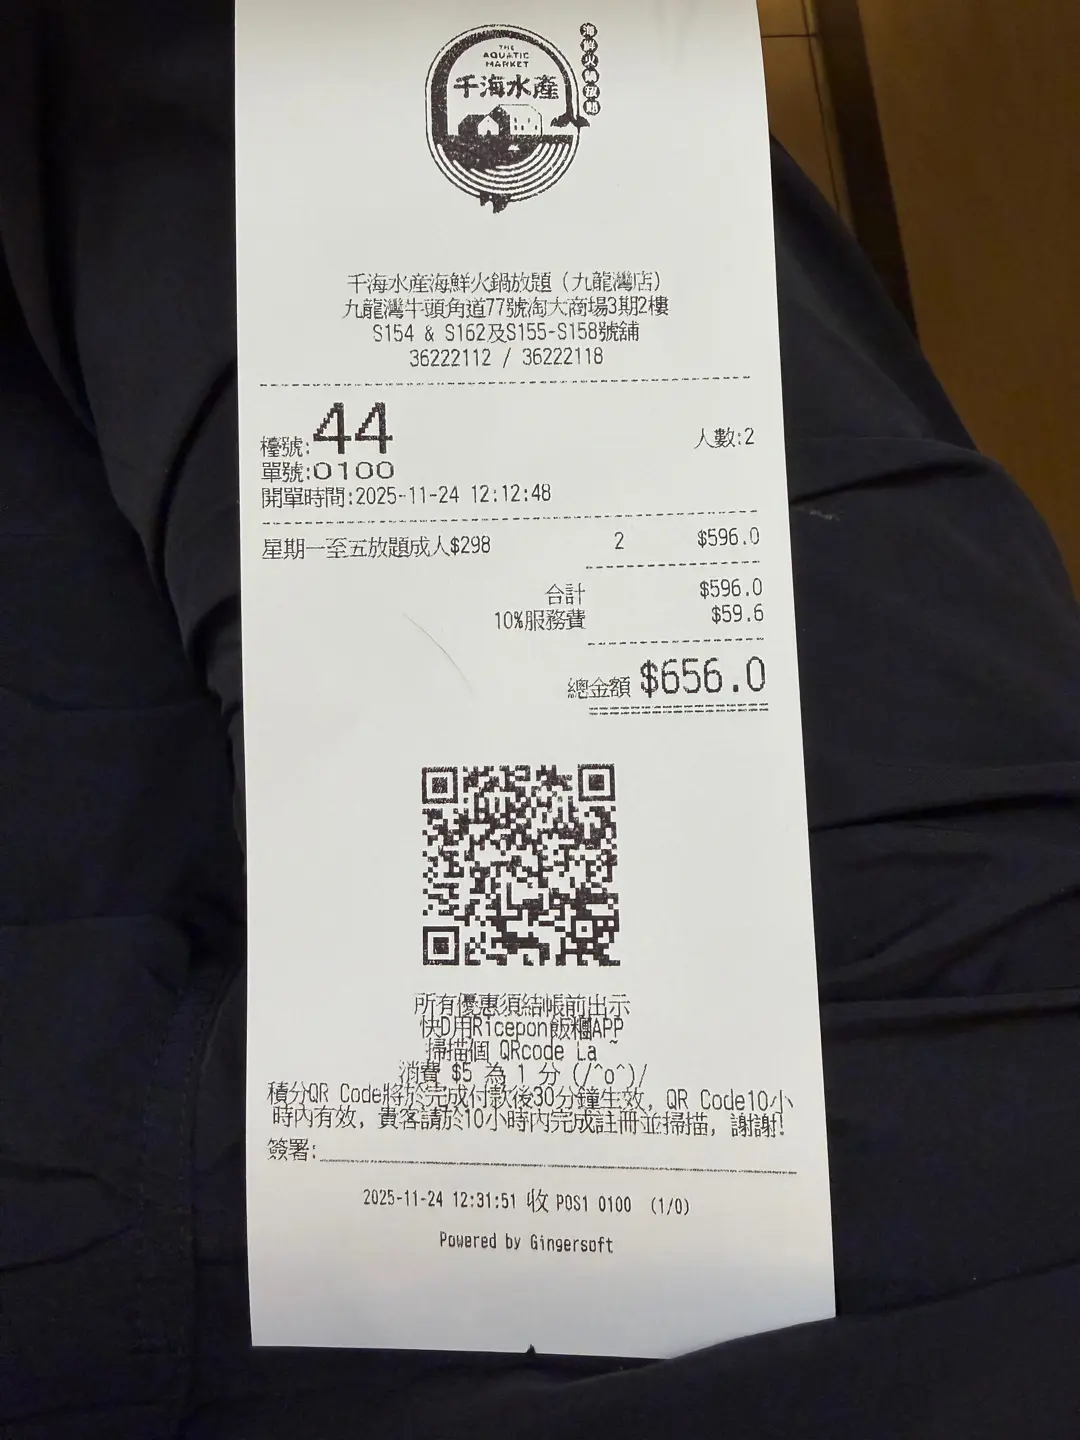 THE
AQUATIC
MARKET
千海水產
海鮮火鍋放題
千海水產海鮮火鍋放題（九龍灣店）
九龍灣牛頭角道77號淘大商場3期2樓
S154 & S162及S155-S158號舖
36222112 / 36222118
檯號:44
人數:2
單號:0100
開單時間:2025-11-24 12:12:48
星期一至五放題成人$298 2 $596.0
合計 $596.0
10%服務費 $59.6
總金額 $656.0
所有優惠須結帳前出示
快D用Ricepon飯櫃APP
掃描個 QRcode La ~
消費 $5 為 1 分 (/^o^)/
積分QR Code將於完成付款後30分鐘生效, QR Code10小
時內有效, 貴客請於10小時內完成註冊並掃描, 謝謝!
簽署:
2025-11-24 12:31:51 收 POS1 0100 (1/0)
Powered by Gingersoft